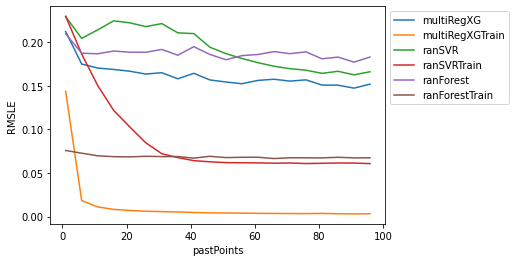 0.20
0.15
0.10
0.05
0.00
RMSLE
0 20 40 60 80 100
pastPoints
multiRegXG
multiRegXGTrain
ranSVR
ranSVRTrain
ranForest
ranForestTrain